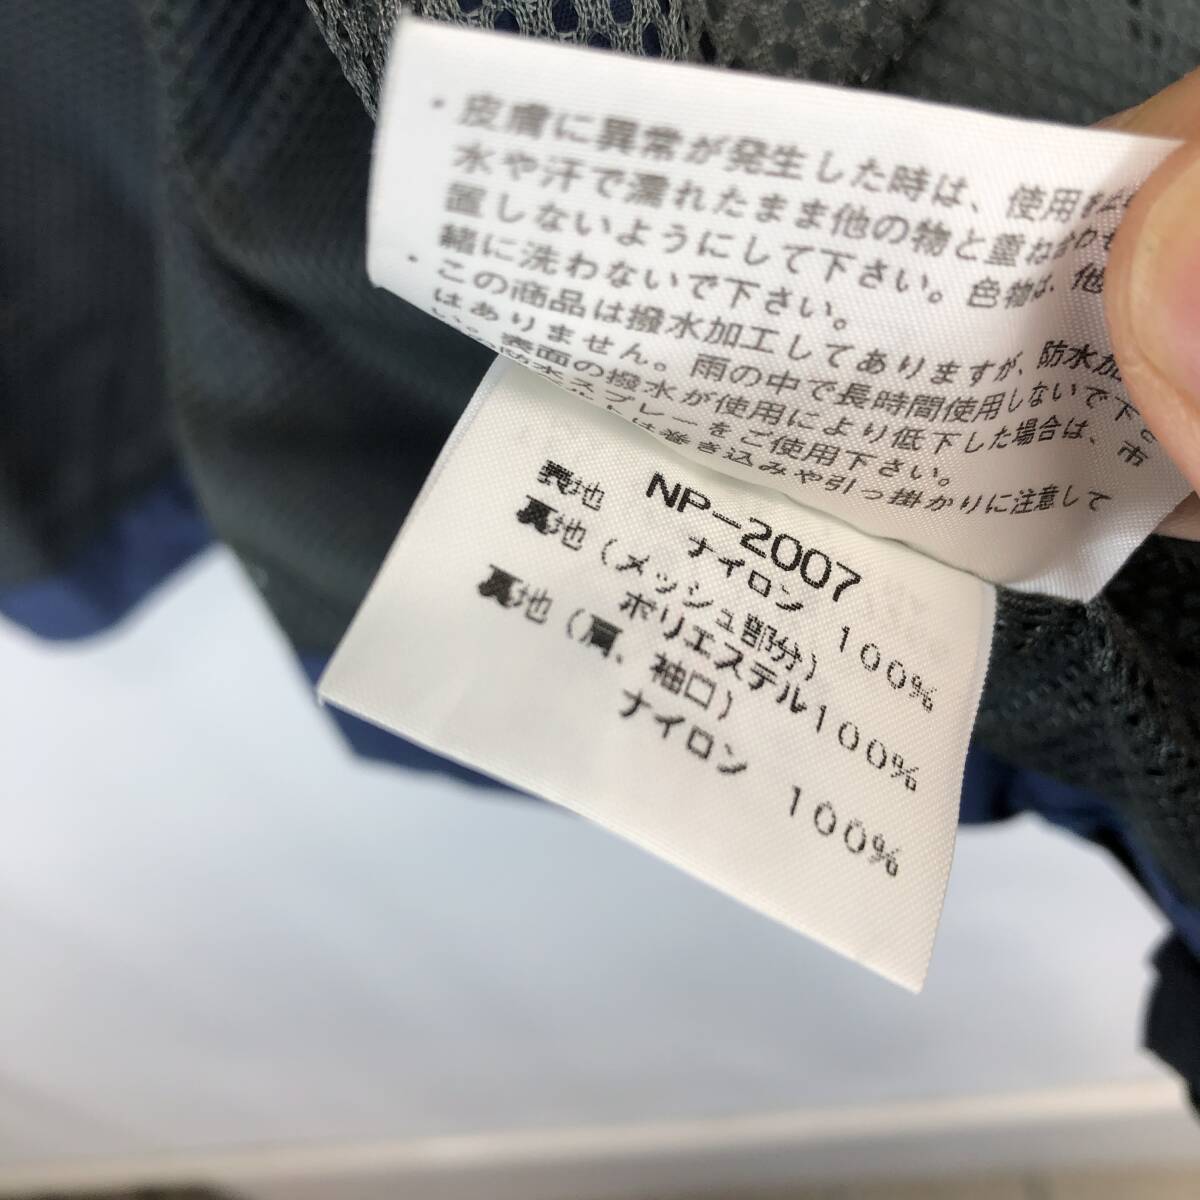 ・皮膚に異常が発生した時は、使用を
水や汗で濡れたまま他の物と重ね合わ
置しないようにして下さい。色物は、他
緒に洗わないで下さい。
・この商品は撥水加工してありますが、防水加
はありません。雨の中で長時間使用しないで下
い。表面の撥水が使用により低下した場合は、市
の防水スプレーをご使用下さい。
は巻き込みや引っ掛かりに注意して
NP-2007
表地 ナイロン 100%
裏地(メッシュ部分)
ポリエステル100%
裏地(肩、袖口)
ナイロン 100%